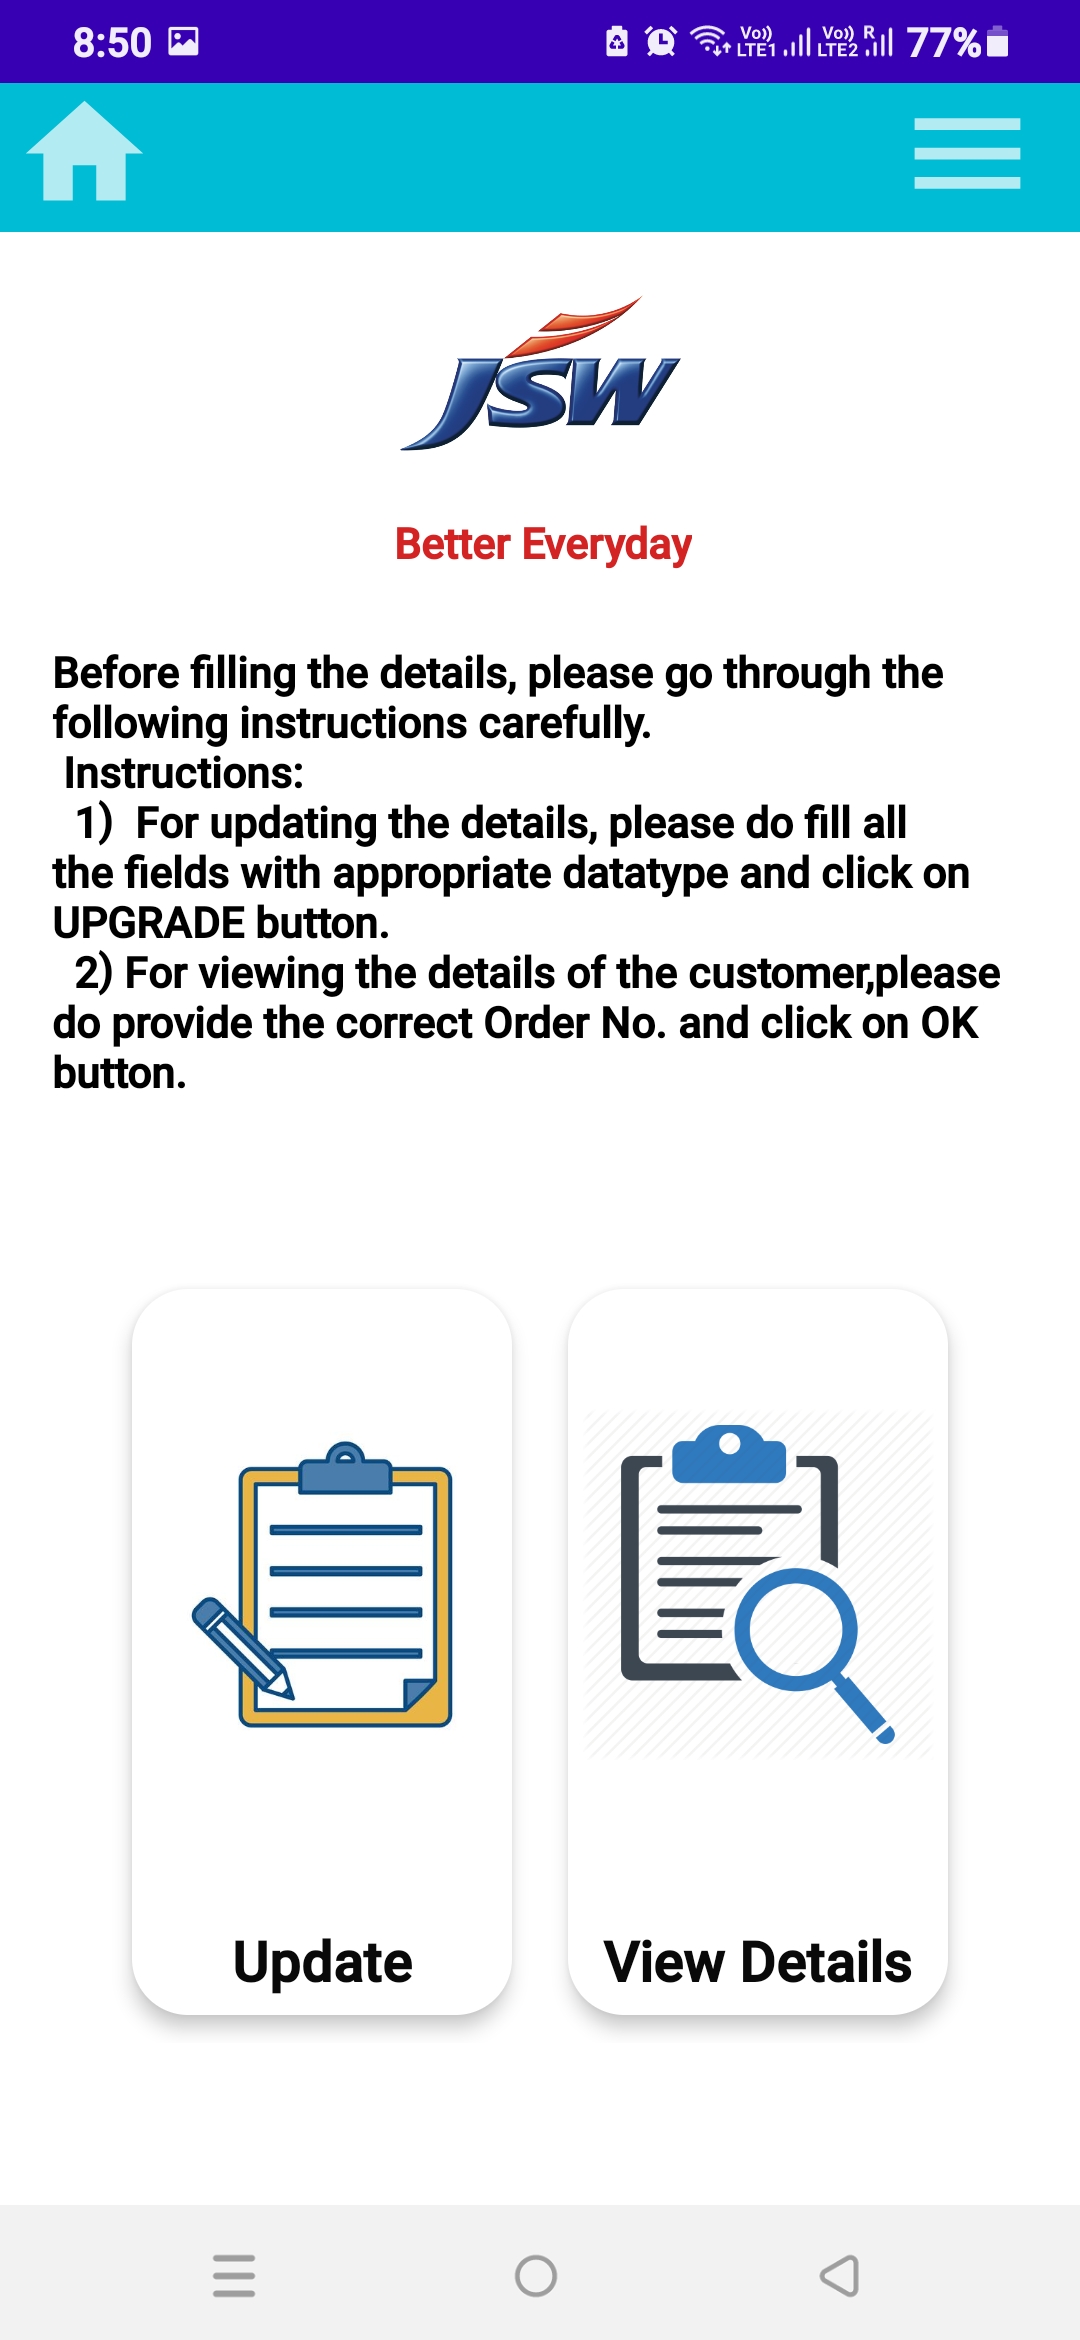 8:50 Vo)) LTE1 Vo)) LTE2 R 77%
JSW
Better Everyday
Before filling the details, please go through the
following instructions carefully.
Instructions:
1)  For updating the details, please do fill all
the fields with appropriate datatype and click on
UPGRADE button.
2) For viewing the details of the customer,please
do provide the correct Order No. and click on OK
button.
Update View Details